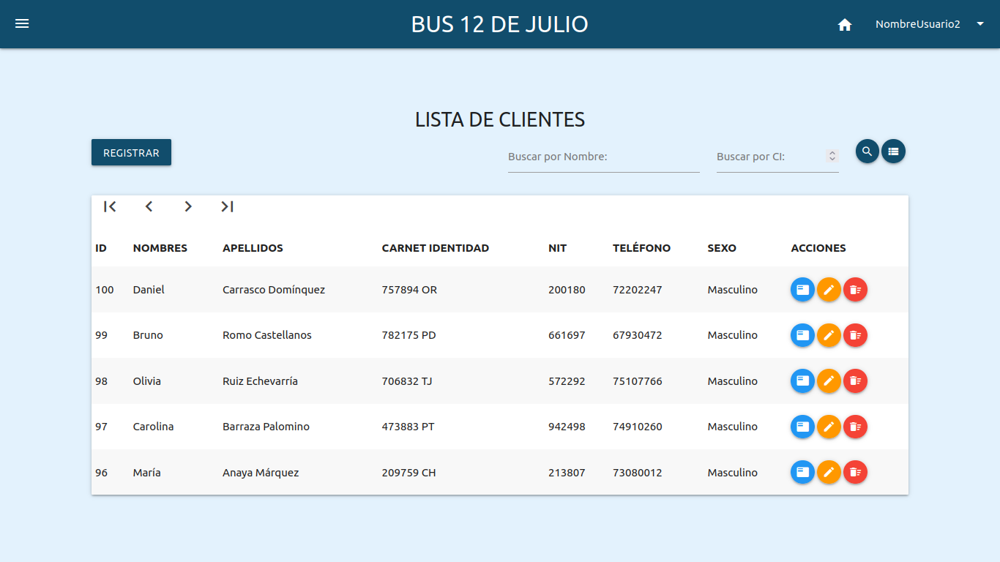 BUS 12 DE JULIO
NombreUsuario2
LISTA DE CLIENTES
REGISTRAR
Buscar por Nombre:
Buscar por CI:
ID NOMBRES APELLIDOS CARNET IDENTIDAD NIT TELÉFONO SEXO ACCIONES
100 Daniel Carrasco Domínquez 757894 OR 200180 72202247 Masculino
99 Bruno Romo Castellanos 782175 PD 661697 67930472 Masculino
98 Olivia Ruiz Echevarría 706832 TJ 572292 75107766 Masculino
97 Carolina Barraza Palomino 473883 PT 942498 74910260 Masculino
96 María Anaya Márquez 209759 CH 213807 73080012 Masculino